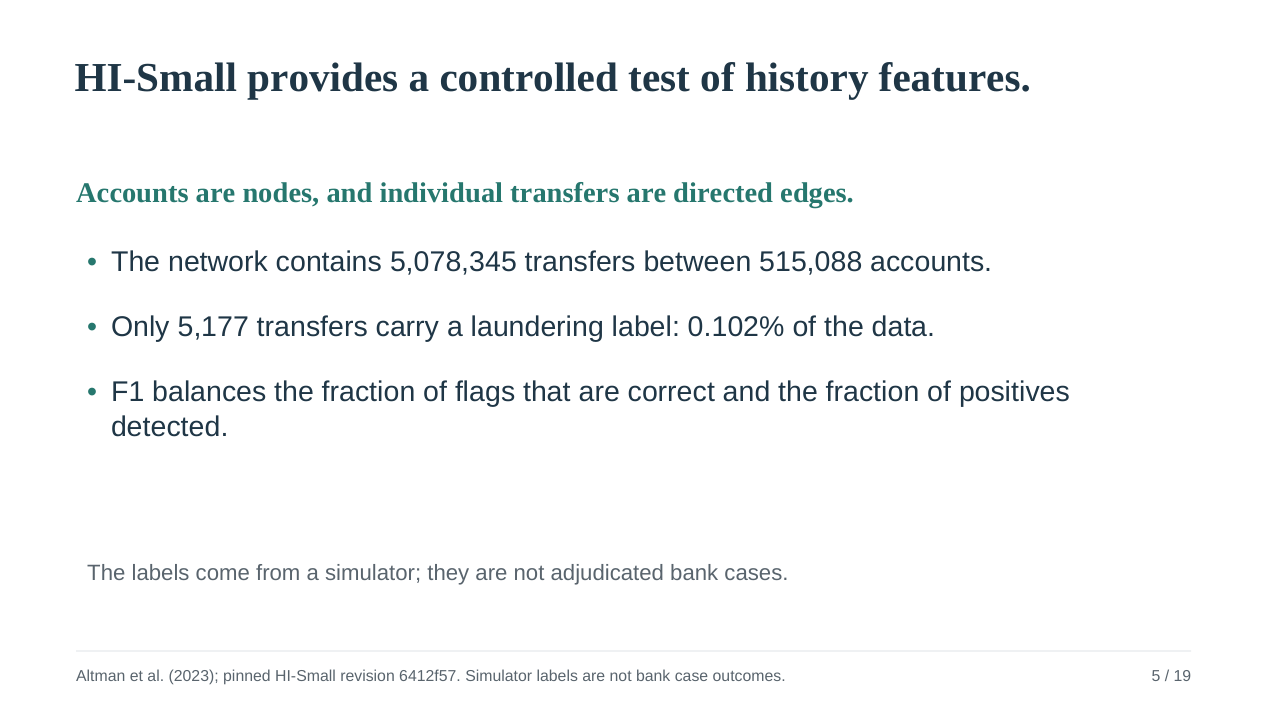 HI-Small provides a controlled test of history features.
Accounts are nodes, and individual transfers are directed edges.
• The network contains 5,078,345 transfers between 515,088 accounts.
• Only 5,177 transfers carry a laundering label: 0.102% of the data.
• F1 balances the fraction of flags that are correct and the fraction of positives
detected.
The labels come from a simulator; they are not adjudicated bank cases.
Altman et al. (2023); pinned HI-Small revision 6412f57. Simulator labels are not bank case outcomes.
5 / 19